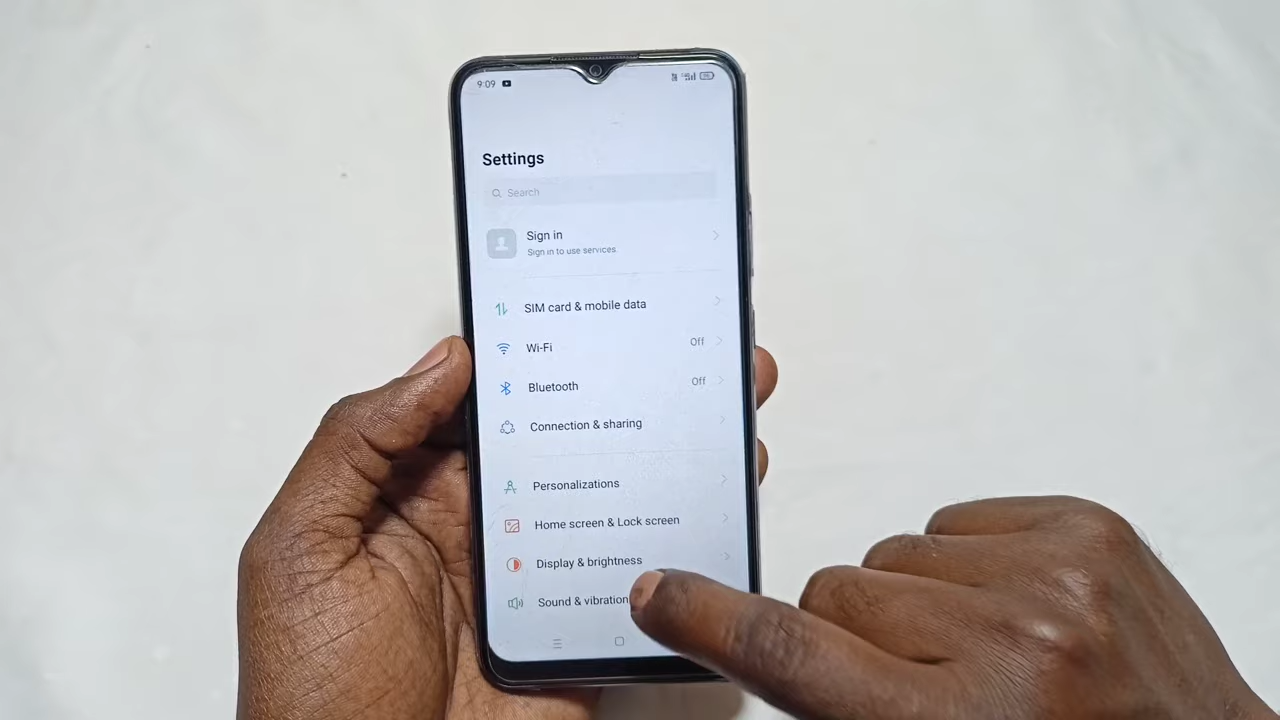 9:09
Settings
Search
Sign in
Sign in to use services.
SIM card & mobile data
Wi-Fi Off
Bluetooth Off
Connection & sharing
Personalizations
Home screen & Lock screen
Display & brightness
Sound & vibration